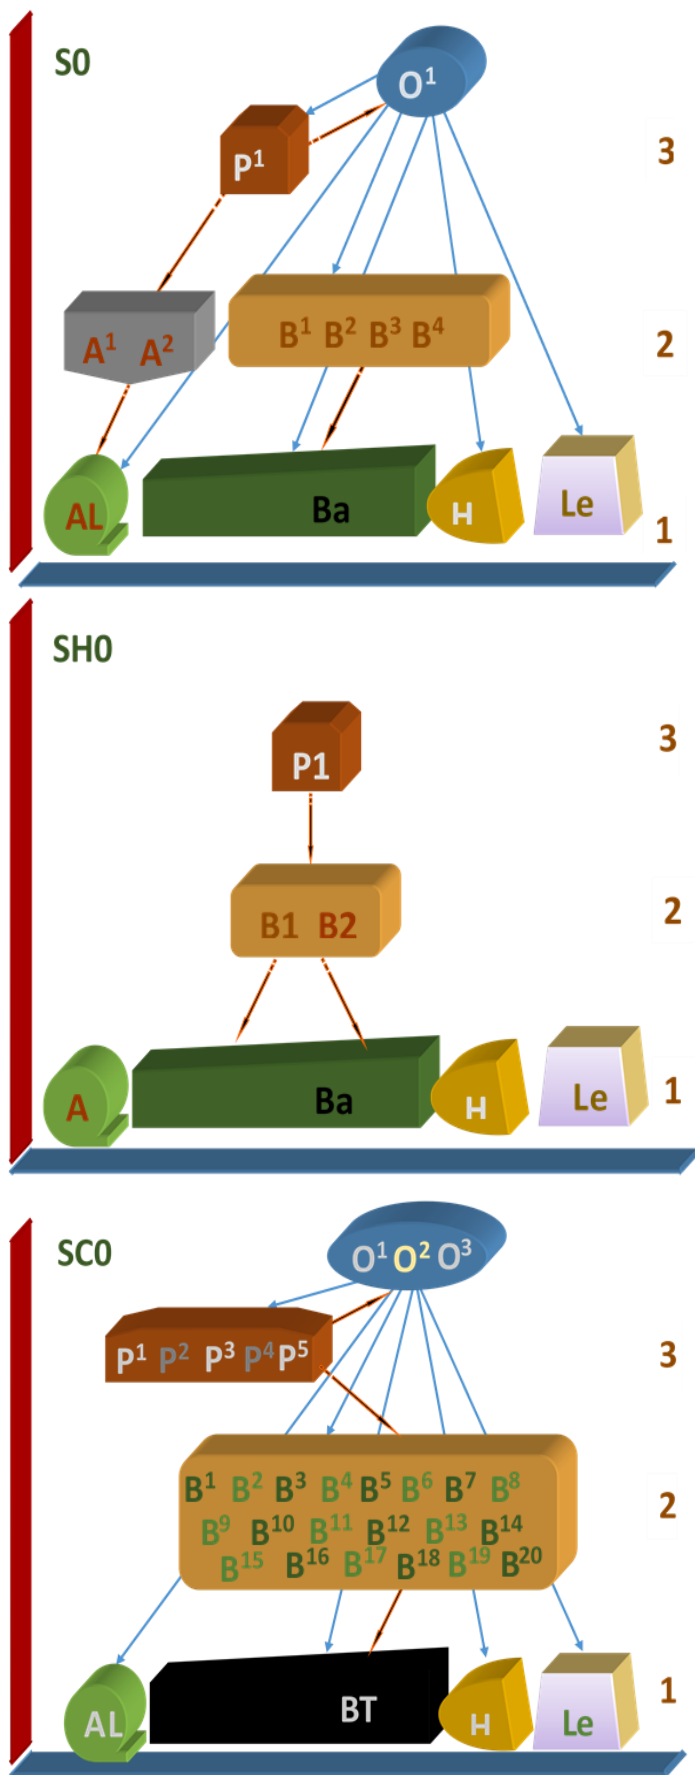 S0
O¹
P¹
3
A¹ A²
B¹ B² B³ B⁴
2
AL
Ba
H
Le
1
SH0
P1
3
B1 B2
2
A
Ba
H
Le
1
SC0
O¹ O² O³
P¹ P² P³ P⁴ P⁵
3
B¹ B² B³ B⁴ B⁵ B⁶ B⁷ B⁸
B⁹ B¹⁰ B¹¹ B¹² B¹³ B¹⁴
B¹⁵ B¹⁶ B¹⁷ B¹⁸ B¹⁹ B²⁰
2
AL
BT
H
Le
1